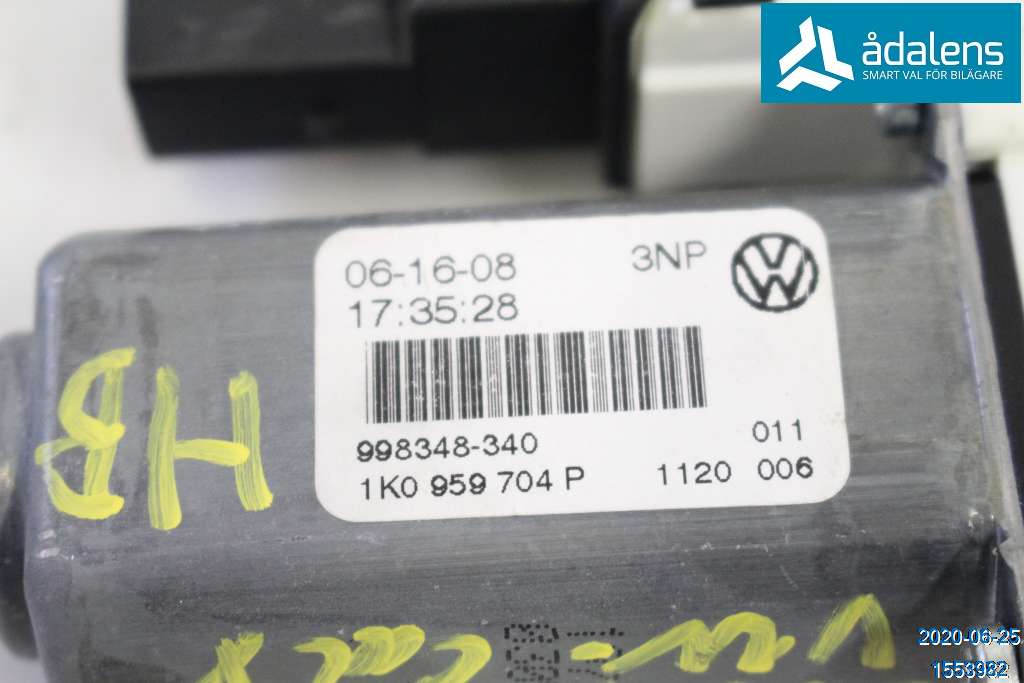 ådalens
SMART VAL FÖR BILÄGARE
06-16-08 3NP
17:35:28
998348-340 011
1K0 959 704 P 1120 006
HB
2020-06-25
1553982